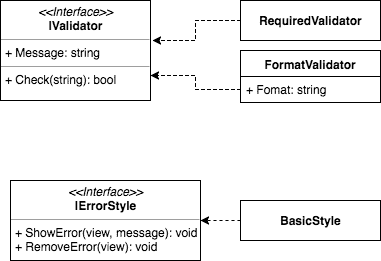 <<Interface>>
IValidator
+ Message: string
+ Check(string): bool
RequiredValidator
FormatValidator
+ Fomat: string
<<Interface>>
IErrorStyle
+ ShowError(view, message): void
+ RemoveError(view): void
BasicStyle